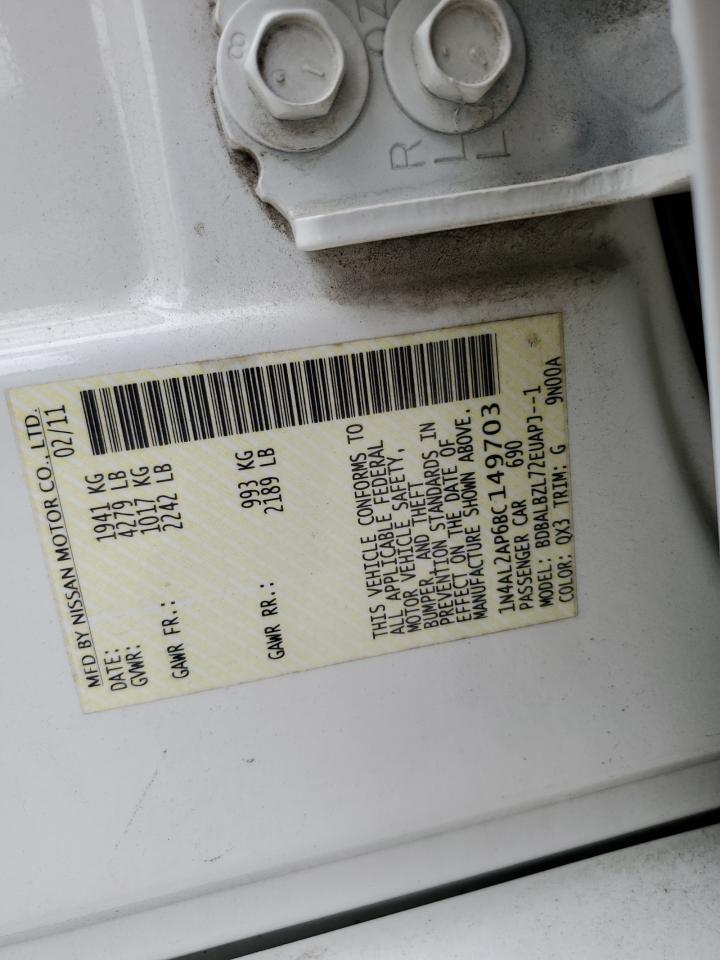 MFD BY NISSAN MOTOR CO., LTD.
DATE: 02/11
GVWR: 1941 KG
4279 LB
GAWR FR.: 1017 KG
2242 LB
GAWR RR.: 993 KG
2189 LB
THIS VEHICLE CONFORMS TO
ALL APPLICABLE FEDERAL
MOTOR VEHICLE SAFETY,
BUMPER, AND THEFT
PREVENTION STANDARDS IN
EFFECT ON THE DATE OF
MANUFACTURE SHOWN ABOVE.
1N4AL2AP6BC149703
PASSENGER CAR 690
MODEL: BDBALBZL72EUAPJ--1
COLOR: QX3 TRIM: G 9N00A
R
L
L
8